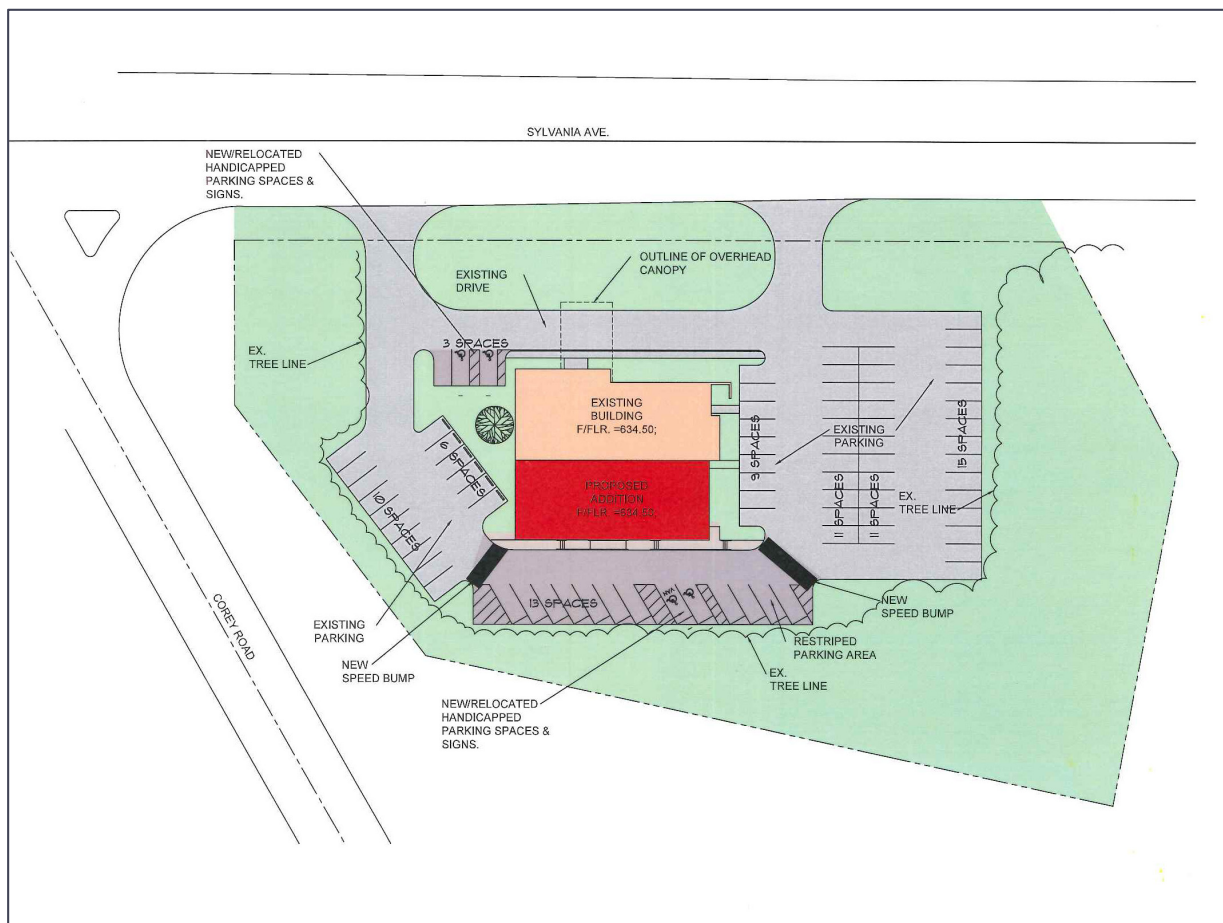 SYLVANIA AVE.
NEW/RELOCATED
HANDICAPPED
PARKING SPACES &
SIGNS.
OUTLINE OF OVERHEAD
CANOPY
EXISTING
DRIVE
3 SPACES
EX.
TREE LINE
EXISTING
BUILDING
F/FLR. =634.50;
PROPOSED
ADDITION
F/FLR. =634.50;
6 SPACES
10 SPACES
9 SPACES
EXISTING
PARKING
11 SPACES
11 SPACES
15 SPACES
EX.
TREE LINE
13 SPACES
VAN
NEW
SPEED BUMP
RESTRIPED
PARKING AREA
EX.
TREE LINE
EXISTING
PARKING
NEW
SPEED BUMP
NEW/RELOCATED
HANDICAPPED
PARKING SPACES &
SIGNS.
COREY ROAD